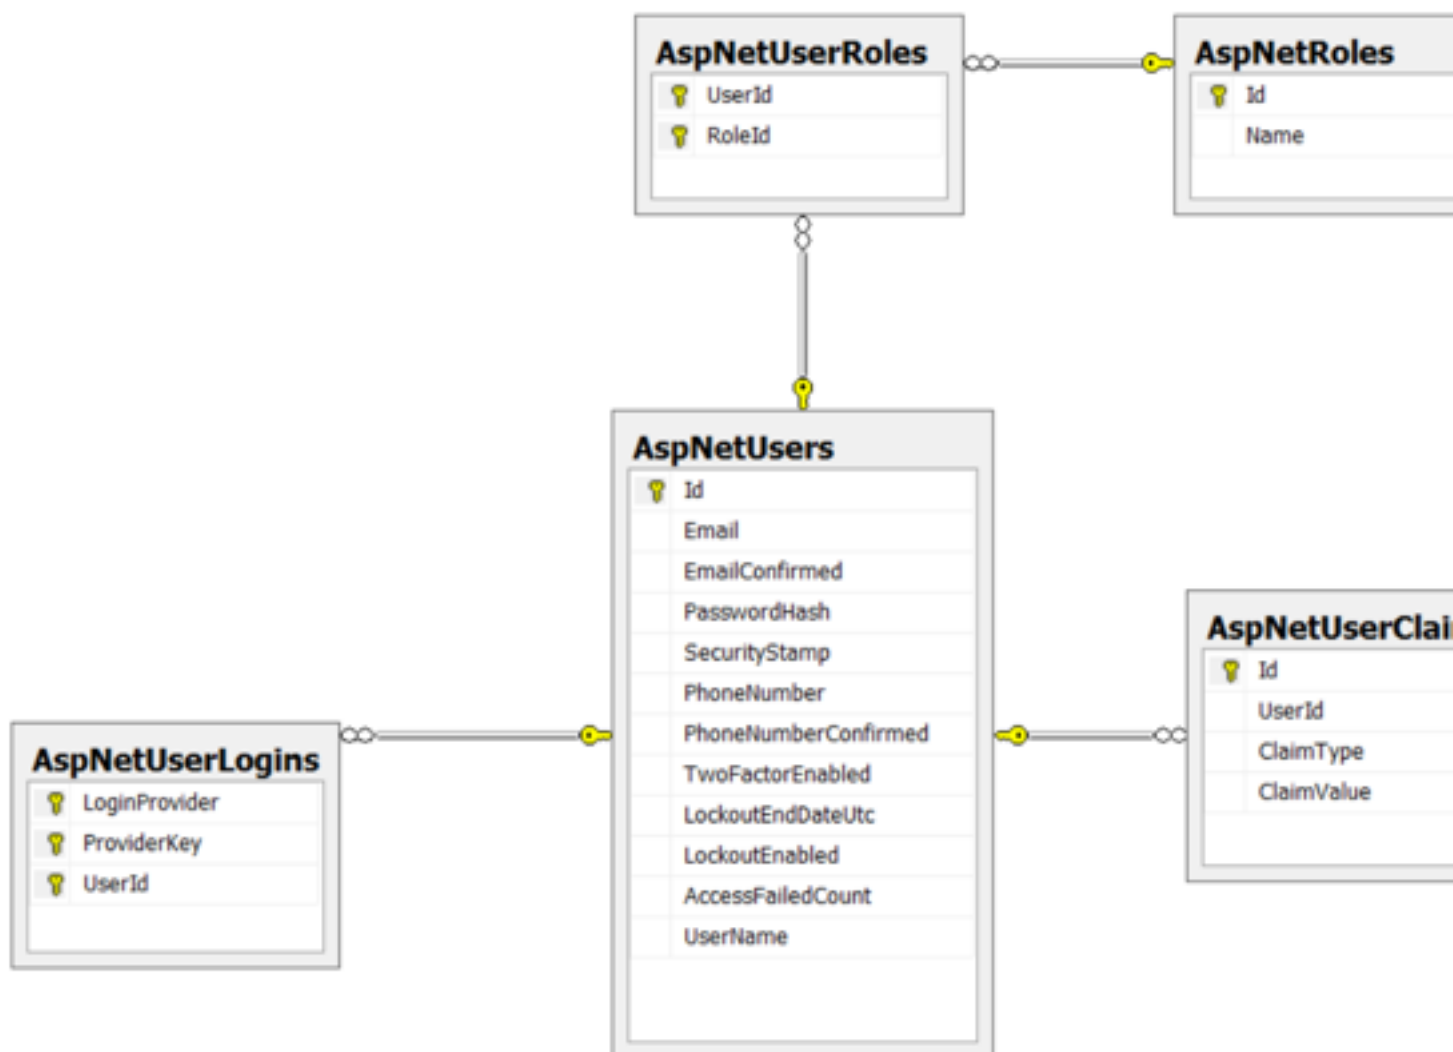 AspNetUserRoles
UserId
RoleId
AspNetRoles
Id
Name
AspNetUsers
Id
Email
EmailConfirmed
PasswordHash
SecurityStamp
PhoneNumber
PhoneNumberConfirmed
TwoFactorEnabled
LockoutEndDateUtc
LockoutEnabled
AccessFailedCount
UserName
AspNetUserLogins
LoginProvider
ProviderKey
UserId
AspNetUserClai
Id
UserId
ClaimType
ClaimValue